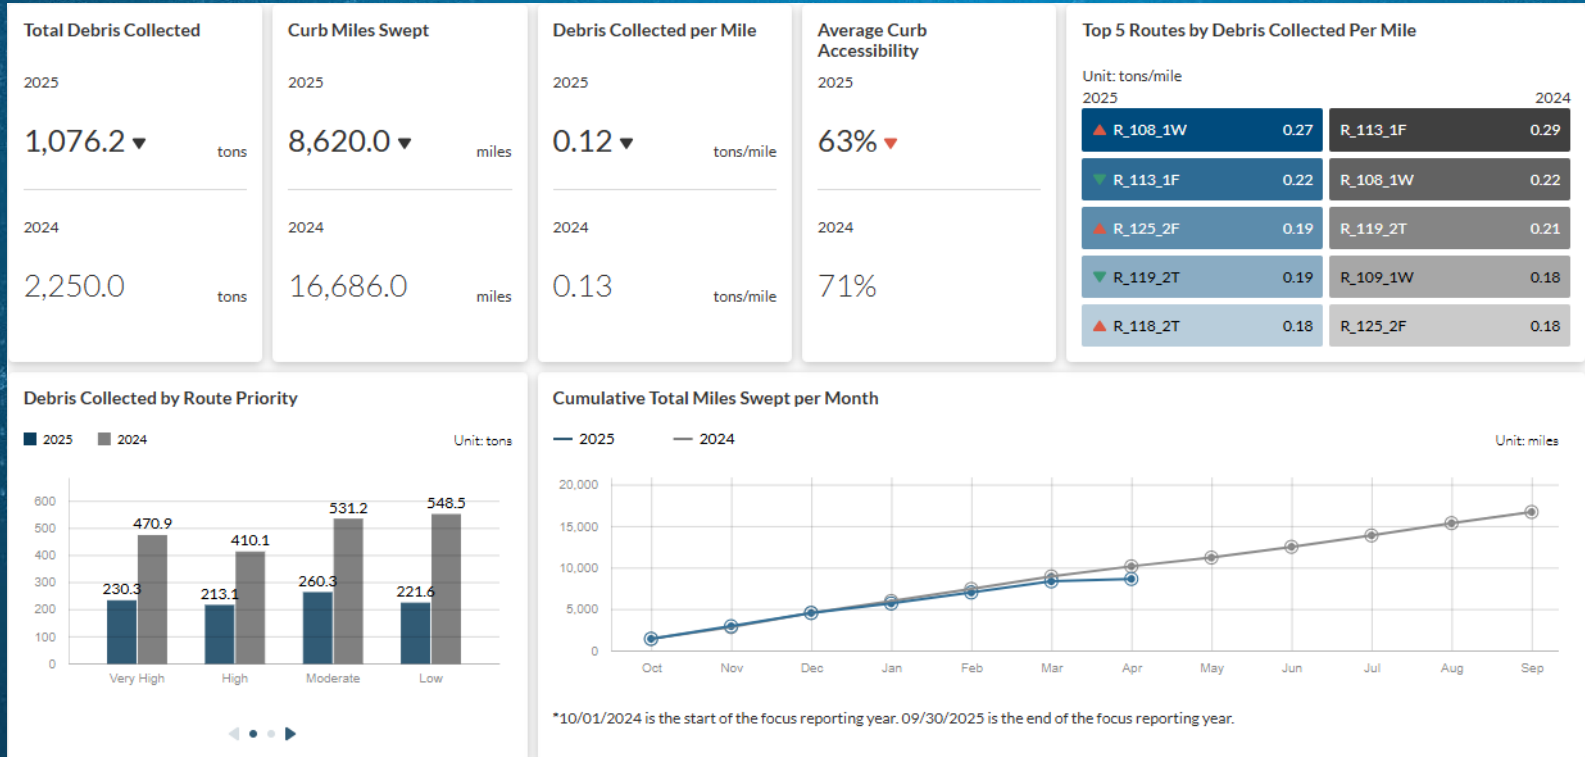 Total Debris Collected
2025
1,076.2 ▼ tons
2024
2,250.0 tons
Curb Miles Swept
2025
8,620.0 ▼ miles
2024
16,686.0 miles
Debris Collected per Mile
2025
0.12 ▼ tons/mile
2024
0.13 tons/mile
Average Curb
Accessibility
2025
63% ▼
2024
71%
Top 5 Routes by Debris Collected Per Mile
Unit: tons/mile
2025 2024
▲ R_108_1W 0.27 R_113_1F 0.29
▼ R_113_1F 0.22 R_108_1W 0.22
▲ R_125_2F 0.19 R_119_2T 0.21
▼ R_119_2T 0.19 R_109_1W 0.18
▲ R_118_2T 0.18 R_125_2F 0.18
Debris Collected by Route Priority
2025 2024 Unit: tons
600
500
400
300
200
100
0
230.3 470.9
213.1 410.1
260.3 531.2
221.6 548.5
Very High High Moderate Low
Cumulative Total Miles Swept per Month
2025 2024 Unit: miles
20,000
15,000
10,000
5,000
0
Oct Nov Dec Jan Feb Mar Apr May Jun Jul Aug Sep
*10/01/2024 is the start of the focus reporting year. 09/30/2025 is the end of the focus reporting year.